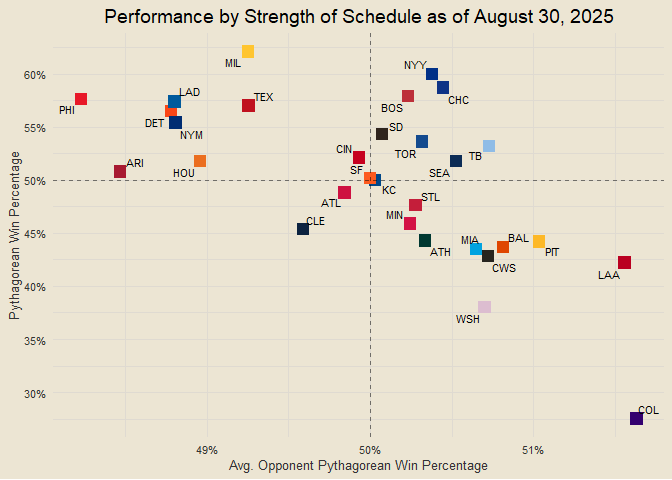 Performance by Strength of Schedule as of August 30, 2025
MIL
NYY
60%
PHI
LAD
TEX
BOS
CHC
DET
NYM
SD
55%
CIN
TOR
TB
ARI
HOU
SF
SEA
50%
KC
ATL
STL
MIN
CLE
45%
ATH
MIA
BAL
PIT
CWS
LAA
40%
WSH
35%
30%
COL
49%
50%
51%
Avg. Opponent Pythagorean Win Percentage
Pythagorean Win Percentage